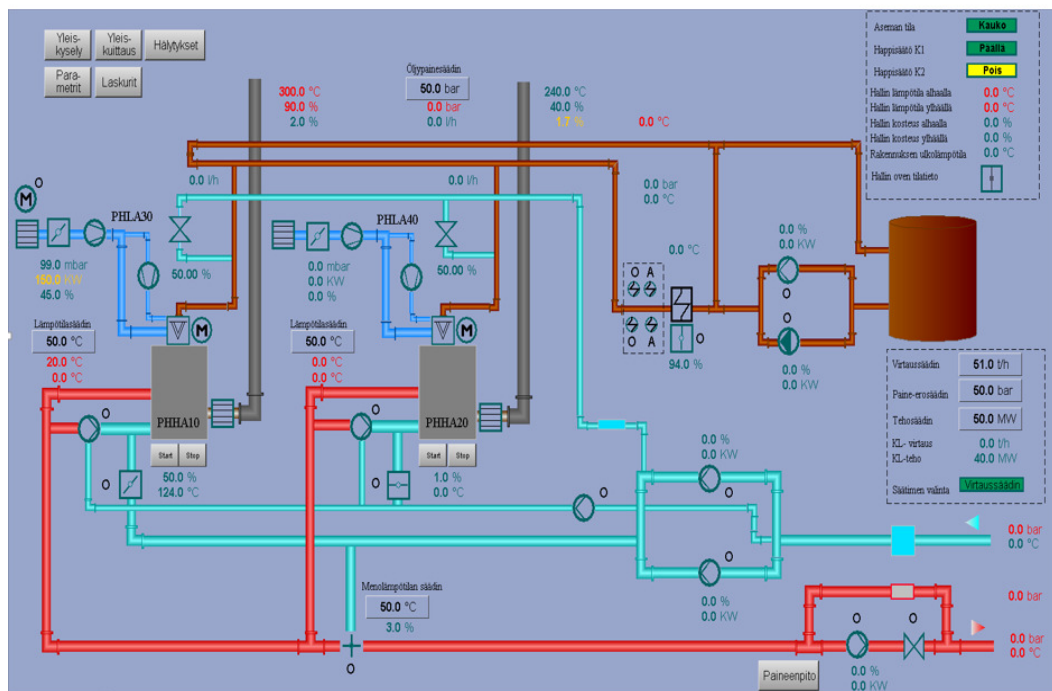 Yleis-
kysely
Yleis-
kuittaus
Hälytykset
Para-
metrit
Laskurit
Aseman tila Kauko
Happisäätö K1 Päällä
Happisäätö K2 Pois
Hallin lämpötila alhaalla 0.0 °C
Hallin lämpötila ylhäällä 0.0 °C
Hallin kosteus alhaalla 0.0 %
Hallin kosteus ylhäällä 0.0 %
Rakennuksen ulkolämpötila 0.0 °C
Hallin oven tilatieto
Öljypainesäädin
50.0 bar
0.0 bar
0.0 l/h
300.0 °C
90.0 %
2.0 %
240.0 °C
40.0 %
1.7 %
0.0 °C
0.0 l/h
0.0 l/h
0.0 bar
0.0 °C
0.0 °C
M O
PHLA30
PHLA40
50.00 %
50.00 %
99.0 mbar
150.0 KW
45.0 %
0.0 mbar
0.0 KW
0.0 %
0.0 %
0.0 KW
O
O A
O A
O
94.0 %
O
0.0 %
0.0 KW
Lämpötilasäädin
50.0 °C
20.0 °C
0.0 °C
M
Lämpötilasäädin
50.0 °C
0.0 °C
0.0 °C
M
Virtaussäädin 51.0 t/h
Paine-erosäädin 50.0 bar
Tehosäädin 50.0 MW
KL- virtaus 0.0 t/h
KL-teho 40.0 MW
Säätimen valinta Virtaussäädin
O
PHHA10
O
PHHA20
Start Stop
Start Stop
O
50.0 %
124.0 °C
O
1.0 %
0.0 °C
O
0.0 %
0.0 KW
O
O
0.0 %
0.0 KW
0.0 bar
0.0 °C
Menolämpötilan säädin
50.0 °C
3.0 %
O
0.0 bar
O O
0.0 bar
0.0 °C
Paineenpito
0.0 %
0.0 KW